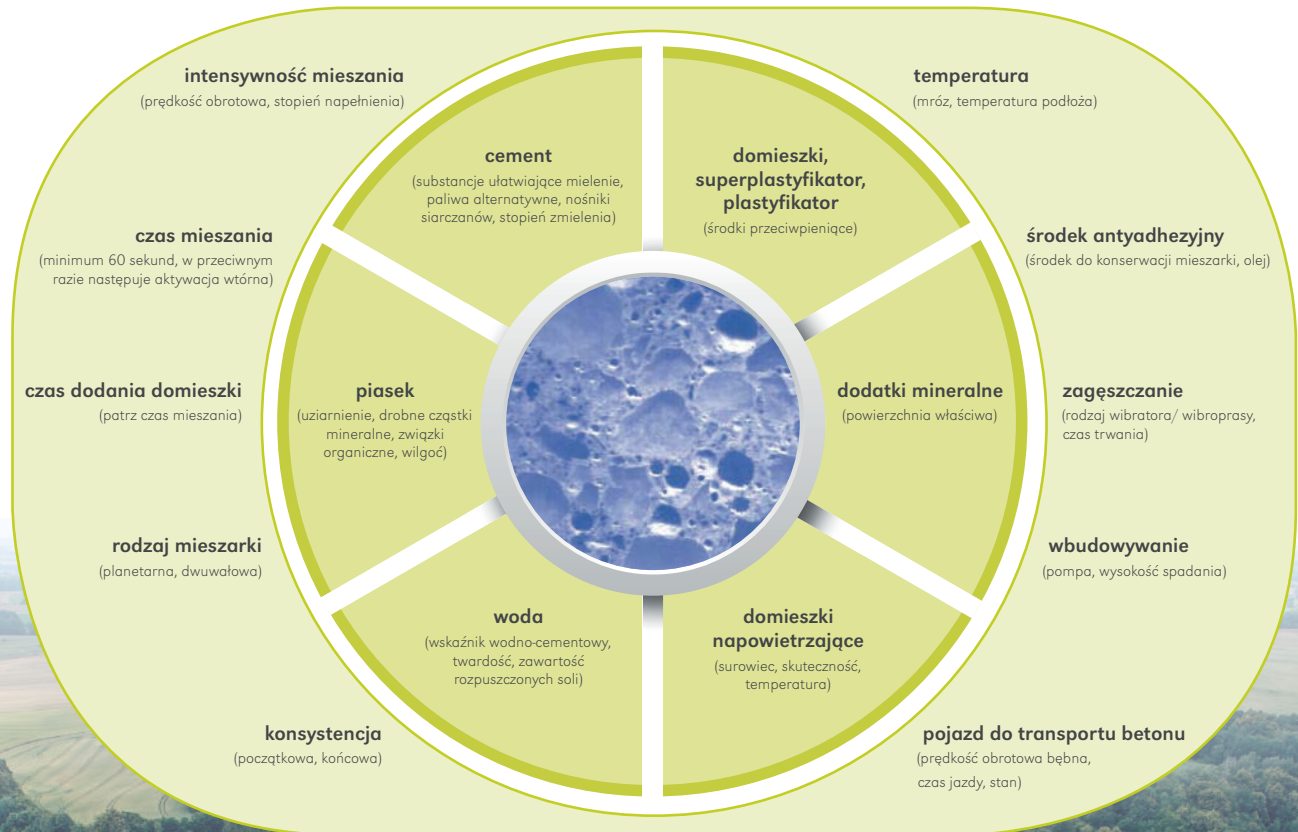 intensywność mieszania
(prędkość obrotowa, stopień napełnienia)
temperatura
(mróz, temperatura podłoża)
cement
(substancje ułatwiające mielenie,
paliwa alternatywne, nośniki
siarczanów, stopień zmielenia)
domieszki,
superplastyfikator,
plastyfikator
(środki przeciwpieniące)
czas mieszania
(minimum 60 sekund, w przeciwnym
razie następuje aktywacja wtórna)
środek antyadhezyjny
(środek do konserwacji mieszarki, olej)
czas dodania domieszki
(patrz czas mieszania)
piasek
(uziarnienie, drobne cząstki
mineralne, związki
organiczne, wilgoć)
dodatki mineralne
(powierzchnia właściwa)
zagęszczanie
(rodzaj wibratora/ wibroprasy,
czas trwania)
rodzaj mieszarki
(planetarna, dwuwałowa)
wbudowywanie
(pompa, wysokość spadania)
woda
(wskaźnik wodno-cementowy,
twardość, zawartość
rozpuszczonych soli)
domieszki
napowietrzające
(surowiec, skuteczność,
temperatura)
konsystencja
(początkowa, końcowa)
pojazd do transportu betonu
(prędkość obrotowa bębna,
czas jazdy, stan)